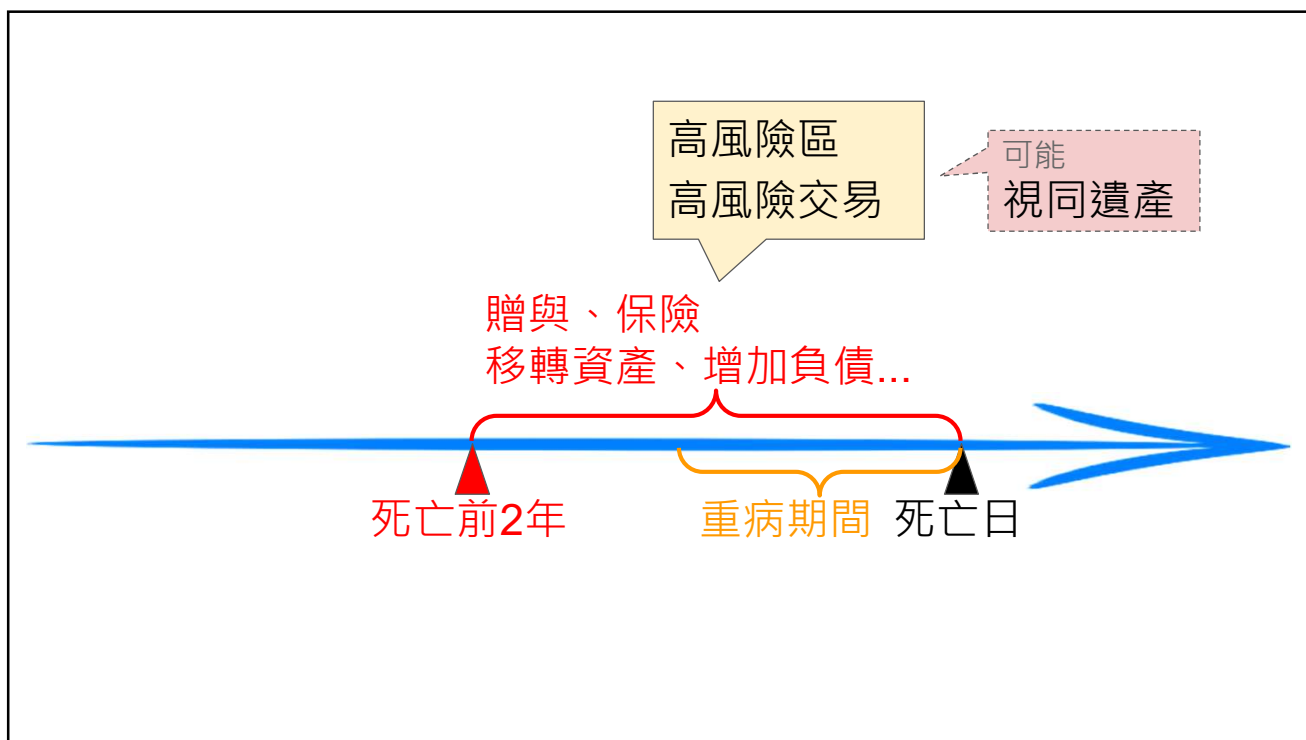 高風險區
高風險交易
可能
視同遺產
贈與、保險
移轉資產、增加負債...
死亡前2年
重病期間
死亡日